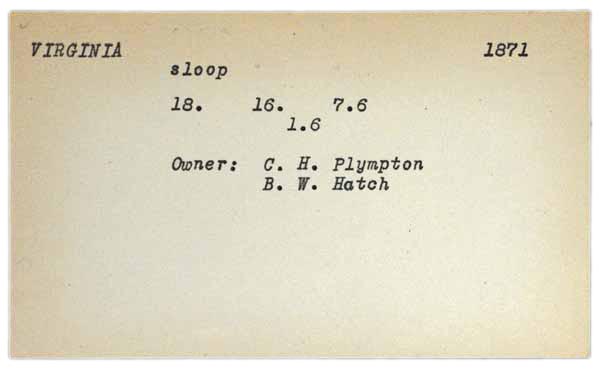 VIRGINIA 1871
sloop
18. 16. 7.6
1.6
Owner: C. H. Plympton
B. W. Hatch